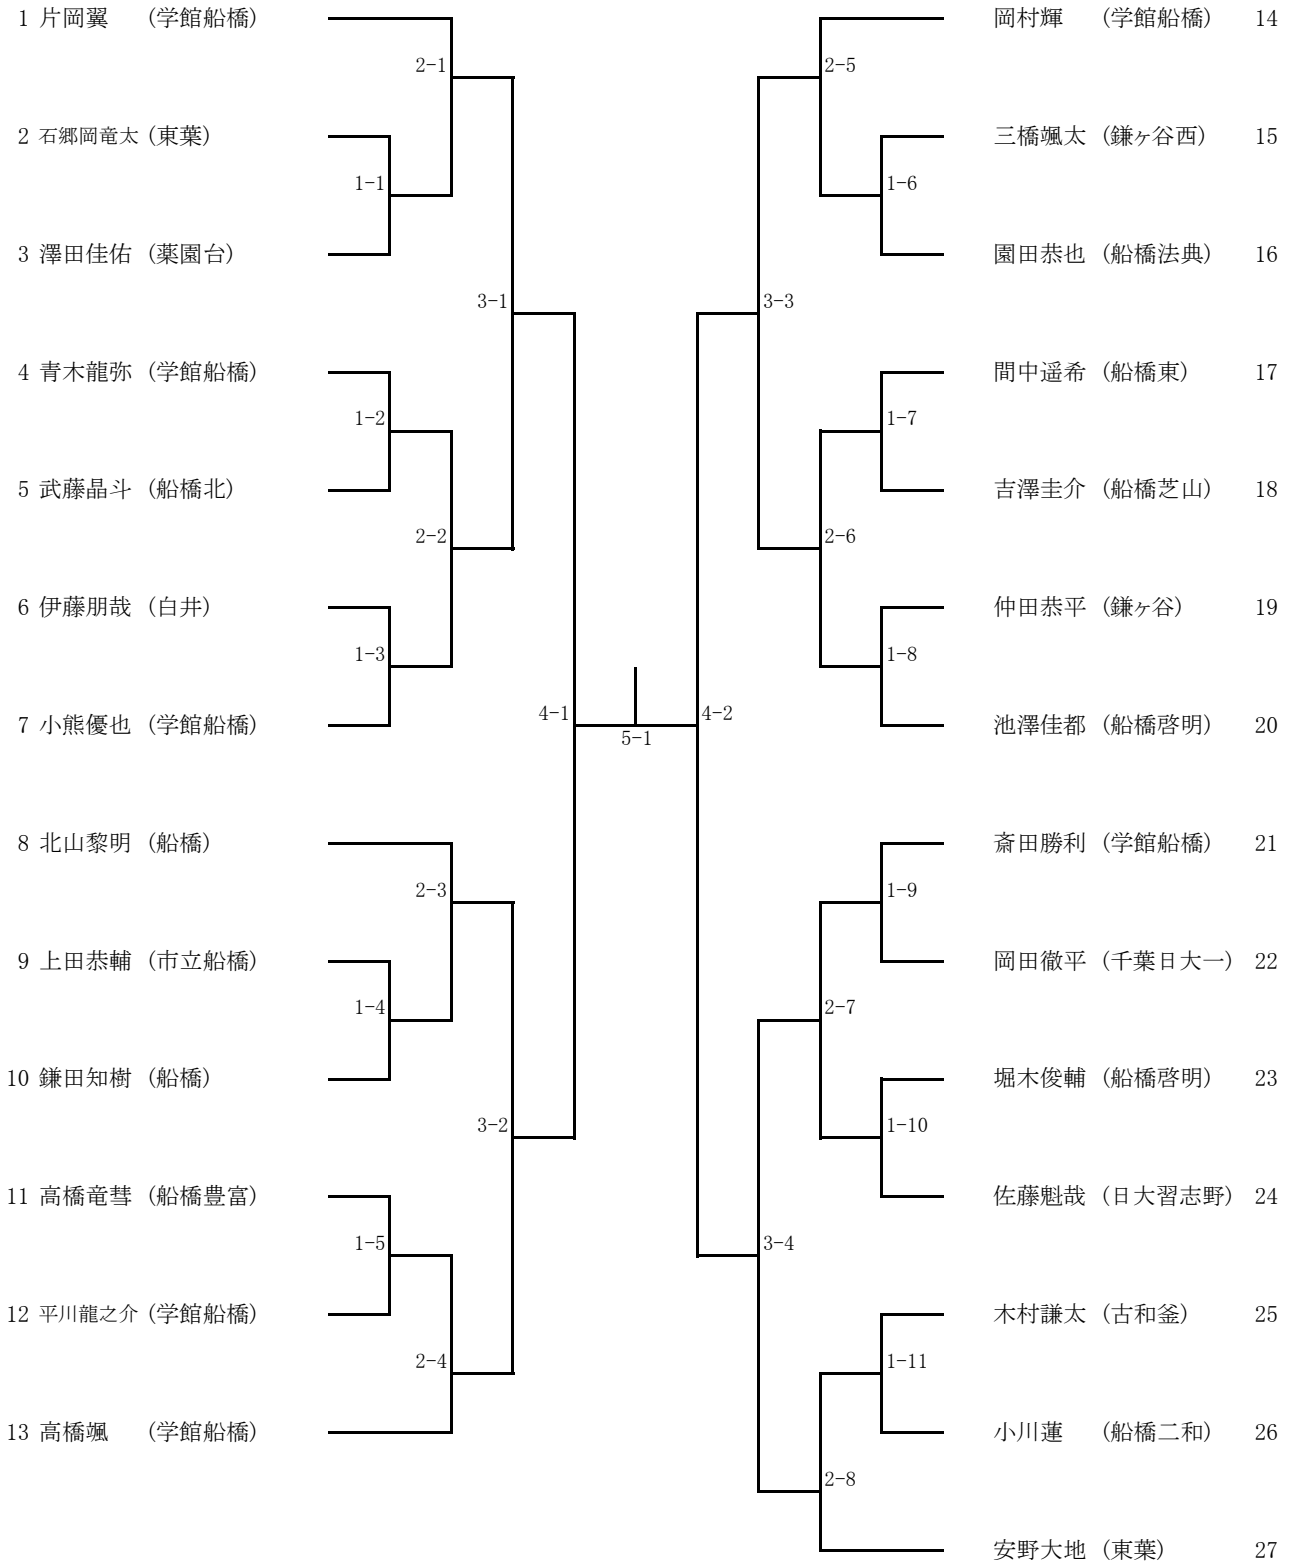 1 片岡翼 (学館船橋)
2-1
2 石郷岡竜太 (東葉)
1-1
3 澤田佳佑 (薬園台)
3-1
4 青木龍弥 (学館船橋)
1-2
5 武藤晶斗 (船橋北)
2-2
6 伊藤朋哉 (白井)
1-3
7 小熊優也 (学館船橋)
4-1
5-1
8 北山黎明 (船橋)
2-3
9 上田恭輔 (市立船橋)
1-4
10 鎌田知樹 (船橋)
3-2
11 高橋竜彗 (船橋豊富)
1-5
12 平川龍之介 (学館船橋)
2-4
13 高橋颯 (学館船橋)
岡村輝 (学館船橋) 14
2-5
三橋颯太 (鎌ヶ谷西) 15
1-6
園田恭也 (船橋法典) 16
3-3
間中遥希 (船橋東) 17
1-7
吉澤圭介 (船橋芝山) 18
2-6
仲田恭平 (鎌ヶ谷) 19
1-8
池澤佳都 (船橋啓明) 20
4-2
斎田勝利 (学館船橋) 21
1-9
岡田徹平 (千葉日大一) 22
2-7
堀木俊輔 (船橋啓明) 23
1-10
佐藤魁哉 (日大習志野) 24
3-4
木村謙太 (古和釜) 25
1-11
小川蓮 (船橋二和) 26
2-8
安野大地 (東葉) 27